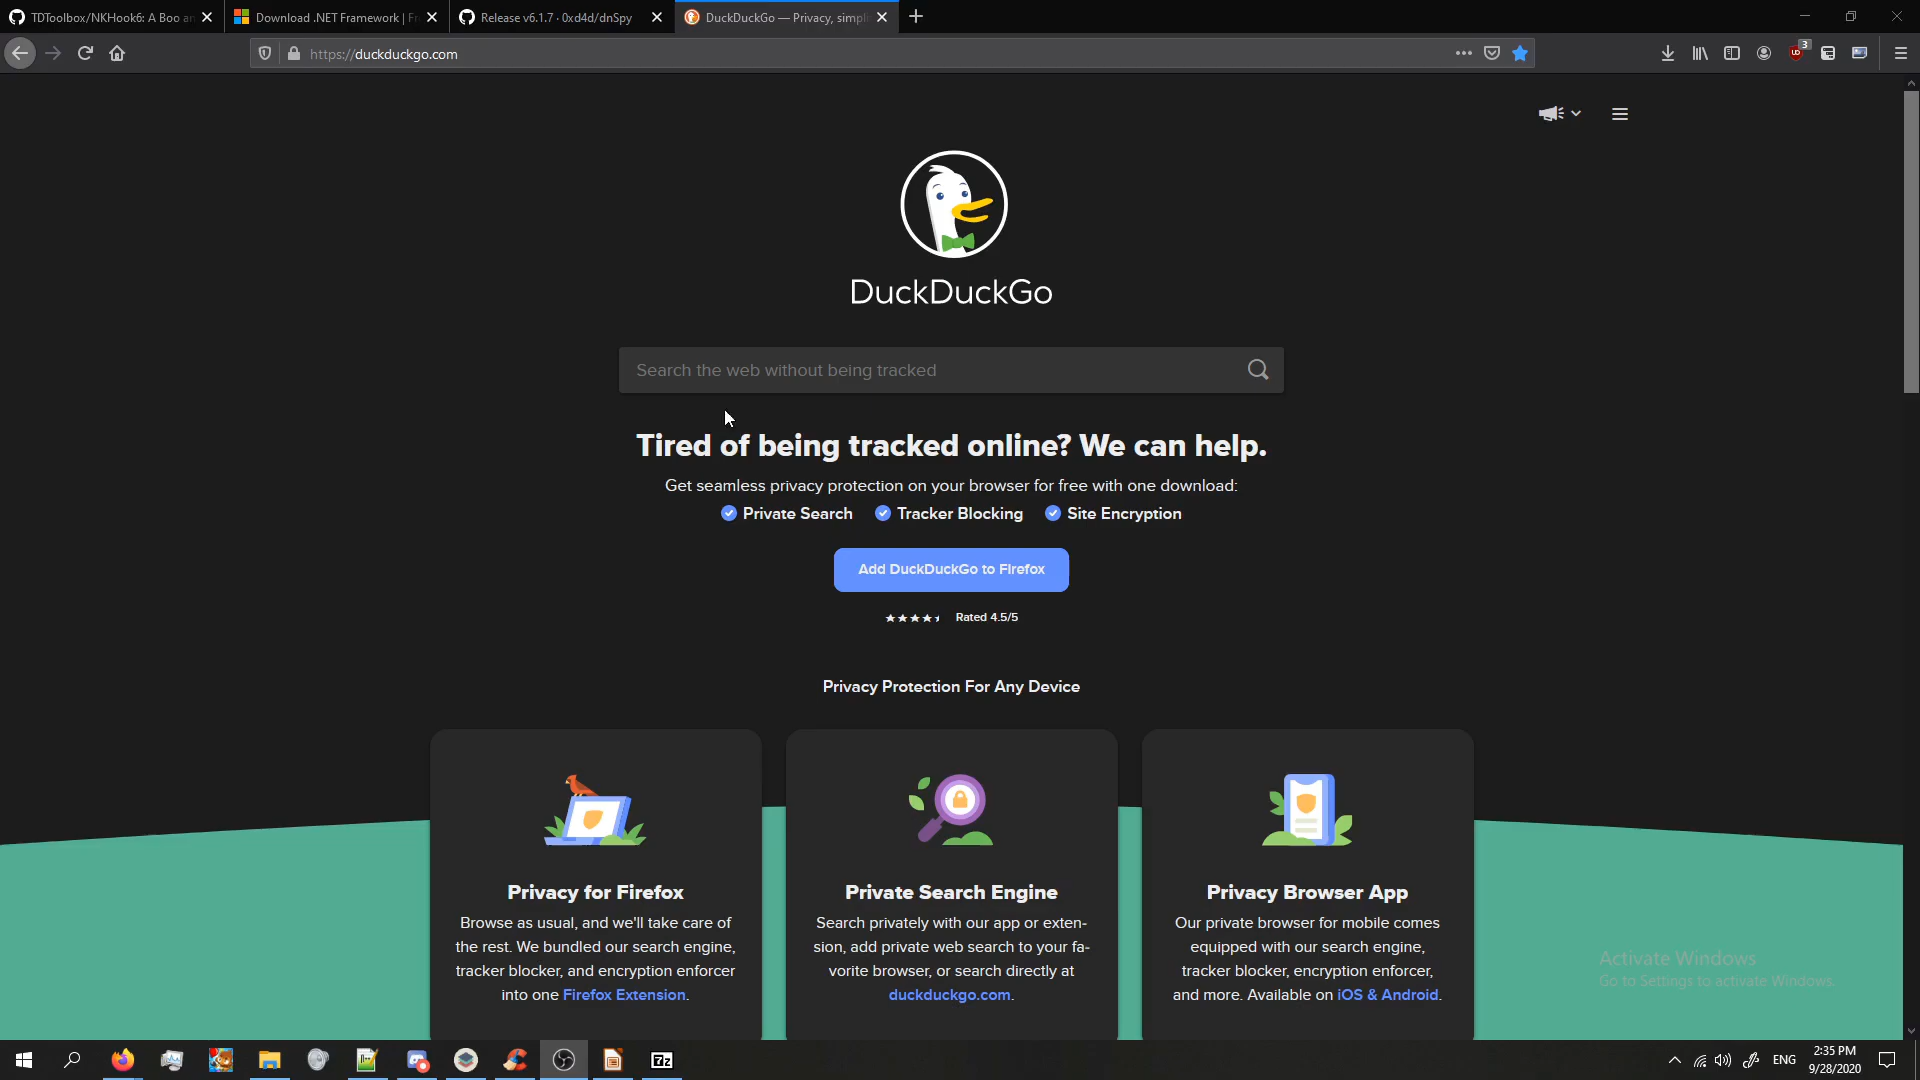 TDToolbox/NKHook6: A Boo an
Download .NET Framework | Fr
Release v6.1.7 · 0xd4d/dnSpy
DuckDuckGo — Privacy, simpli
https://duckduckgo.com
3
DuckDuckGo
Search the web without being tracked
Tired of being tracked online? We can help.
Get seamless privacy protection on your browser for free with one download:
Private Search
Tracker Blocking
Site Encryption
Add DuckDuckGo to Firefox
Rated 4.5/5
Privacy Protection For Any Device
Privacy for Firefox
Browse as usual, and we'll take care of
the rest. We bundled our search engine,
tracker blocker, and encryption enforcer
into one Firefox Extension.
Private Search Engine
Search privately with our app or exten-
sion, add private web search to your fa-
vorite browser, or search directly at
duckduckgo.com.
Privacy Browser App
Our private browser for mobile comes
equipped with our search engine,
tracker blocker, encryption enforcer,
and more. Available on iOS & Android.
Activate Windows
Go to Settings to activate Windows.
7z
ENG
2:35 PM
9/28/2020